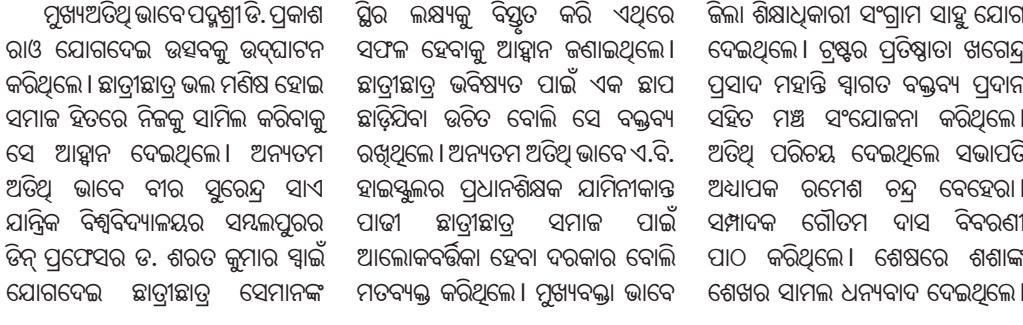 ମୁଖ୍ୟଅତିଥି ଭାବେ ପଦ୍ମଶ୍ରୀ ଡି. ପ୍ରକାଶ
ରାଓ ଯୋଗଦେଇ ଉତ୍ସବକୁ ଉଦ୍‌ଘାଟନ
କରିଥିଲେ। ଛାତ୍ରୀଛାତ୍ର ଭଲ ମଣିଷ ହୋଇ
ସମାଜ ହିତରେ ନିଜକୁ ସାମିଲ କରିବାକୁ
ସେ ଆହ୍ୱାନ ଦେଇଥିଲେ। ଅନ୍ୟତମ
ଅତିଥି ଭାବେ ବୀର ସୁରେନ୍ଦ୍ର ସାଏ
ଯାନ୍ତ୍ରିକ ବିଶ୍ୱବିଦ୍ୟାଳୟର ସମ୍ବଲପୁରର
ଡିନ୍ ପ୍ରଫେସର ଡ. ଶରତ କୁମାର ସ୍ୱାଇଁ
ଯୋଗଦେଇ ଛାତ୍ରୀଛାତ୍ର ସେମାନଙ୍କ
ସ୍ଥିର ଲକ୍ଷ୍ୟକୁ ବିସ୍ତୃତ କରି ଏଥିରେ
ସଫଳ ହେବାକୁ ଆହ୍ୱାନ ଜଣାଇଥିଲେ।
ଛାତ୍ରୀଛାତ୍ର ଭବିଷ୍ୟତ ପାଇଁ ଏକ ଛାପ
ଛାଡ଼ିଯିବା ଉଚିତ ବୋଲି ସେ ବକ୍ତବ୍ୟ
ରଖିଥିଲେ। ଅନ୍ୟତମ ଅତିଥି ଭାବେ ଏ.ବି.
ହାଇସ୍କୁଲର ପ୍ରଧାନଶିକ୍ଷକ ଯାମିନୀକାନ୍ତ
ପାଢୀ ଛାତ୍ରୀଛାତ୍ର ସମାଜ ପାଇଁ
ଆଲୋକବର୍ତ୍ତିକା ହେବା ଦରକାର ବୋଲି
ମତବ୍ୟକ୍ତ କରିଥିଲେ। ମୁଖ୍ୟବକ୍ତା ଭାବେ
ଜିଲା ଶିକ୍ଷାଧିକାରୀ ସଂଗ୍ରାମ ସାହୁ ଯୋଗ
ଦେଇଥିଲେ। ଟ୍ରଷ୍ଟର ପ୍ରତିଷ୍ଠାତା ଖଗେନ୍ଦ୍ର
ପ୍ରସାଦ ମହାନ୍ତି ସ୍ୱାଗତ ବକ୍ତବ୍ୟ ପ୍ରଦାନ
ସହିତ ମଞ୍ଚ ସଂଯୋଜନା କରିଥିଲେ।
ଅତିଥି ପରିଚୟ ଦେଇଥିଲେ ସଭାପତି
ଅଧ୍ୟାପକ ରମେଶ ଚନ୍ଦ୍ର ବେହେରା।
ସମ୍ପାଦକ ଗୌତମ ଦାସ ବିବରଣୀ
ପାଠ କରିଥିଲେ। ଶେଷରେ ଶଶାଙ୍କ
ଶେଖର ସାମଲ ଧନ୍ୟବାଦ ଦେଇଥିଲେ।